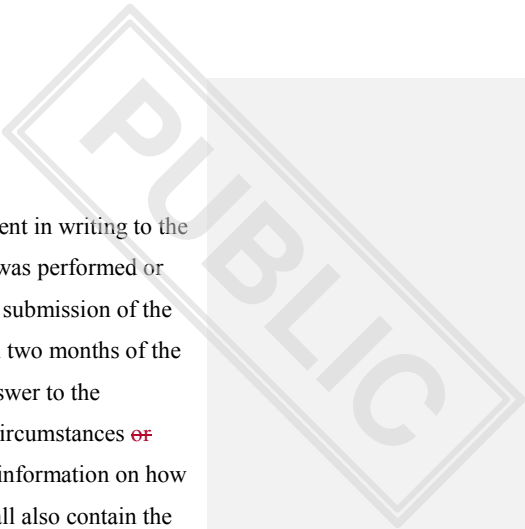 PUBLIC
ent in writing to the
was performed or
submission of the
two months of the
swer to the
ircumstances or
information on how
ll also contain the